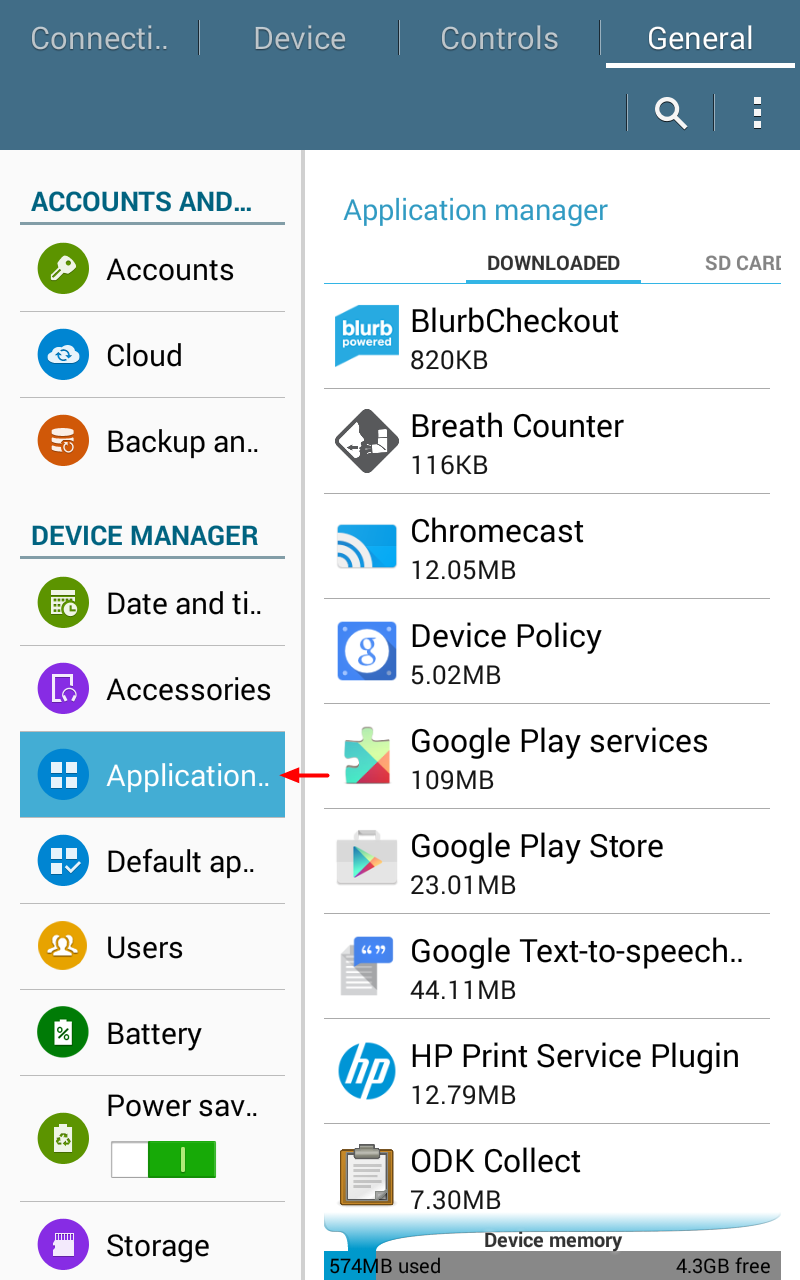 Connecti..
Device
Controls
General
ACCOUNTS AND...
Accounts
Cloud
Backup an..
DEVICE MANAGER
Date and ti..
Accessories
Application..
Default ap..
Users
Battery
Power sav..
Storage
Application manager
DOWNLOADED
SD CARD
blurb
powered
BlurbCheckout
820KB
Breath Counter
116KB
Chromecast
12.05MB
g
Device Policy
5.02MB
Google Play services
109MB
Google Play Store
23.01MB
Google Text-to-speech..
44.11MB
hp
HP Print Service Plugin
12.79MB
ODK Collect
7.30MB
Device memory
574MB used
4.3GB free